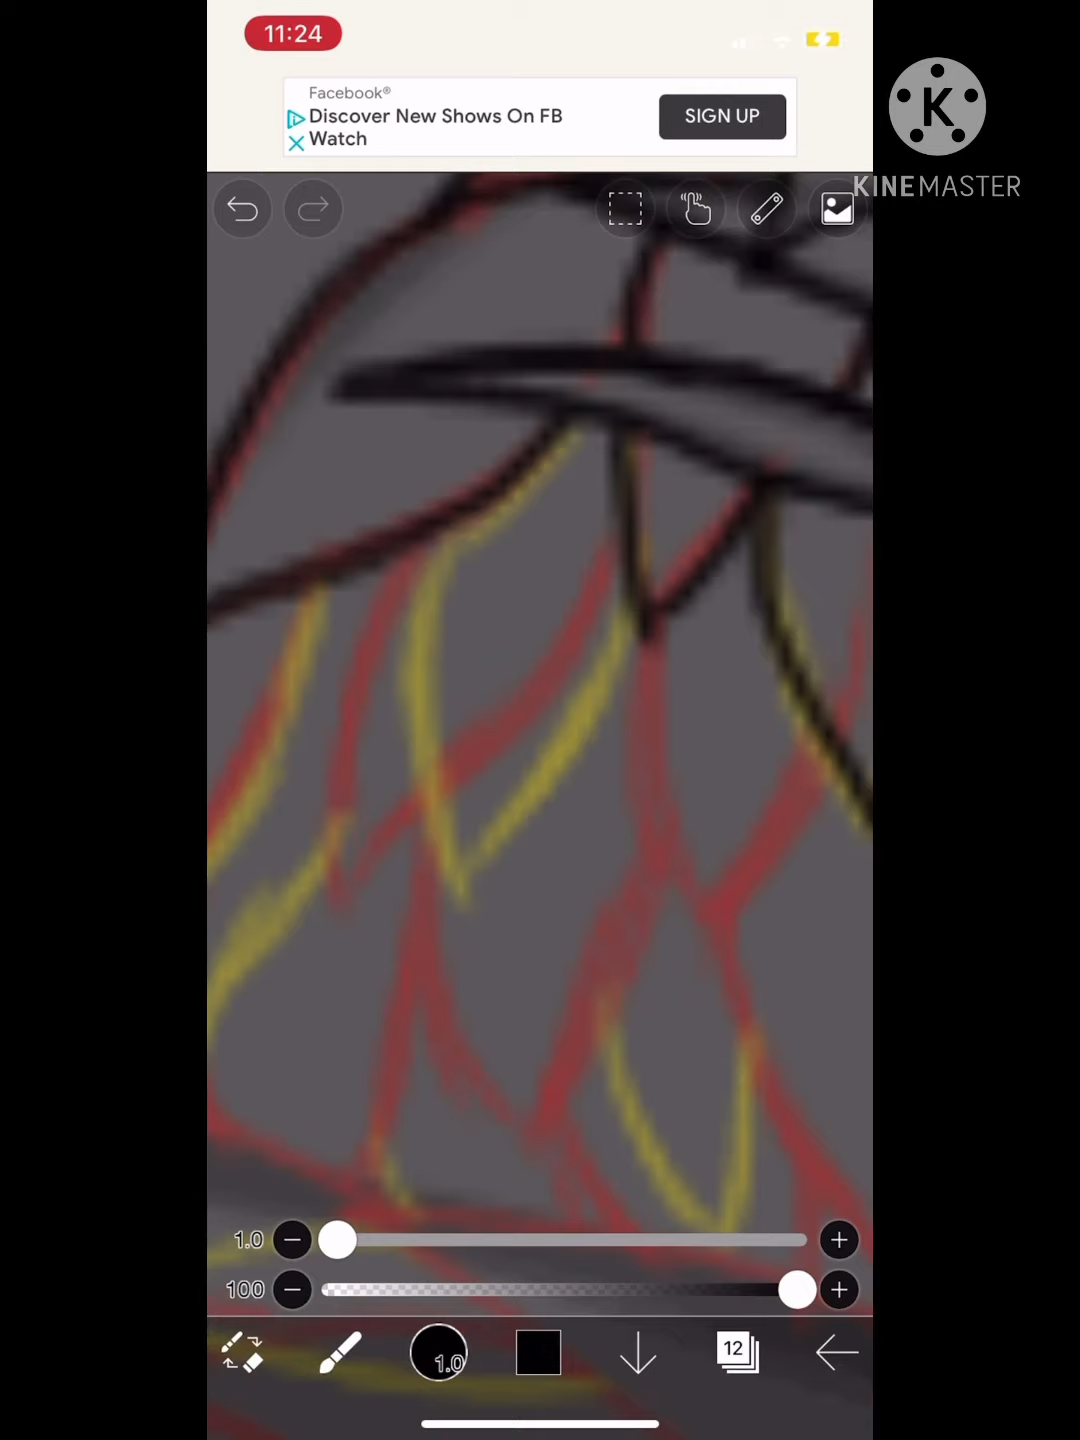 11:24
Facebook®
Discover New Shows On FB
Watch
SIGN UP
K
KINEMASTER
1.0
100
1.0
12